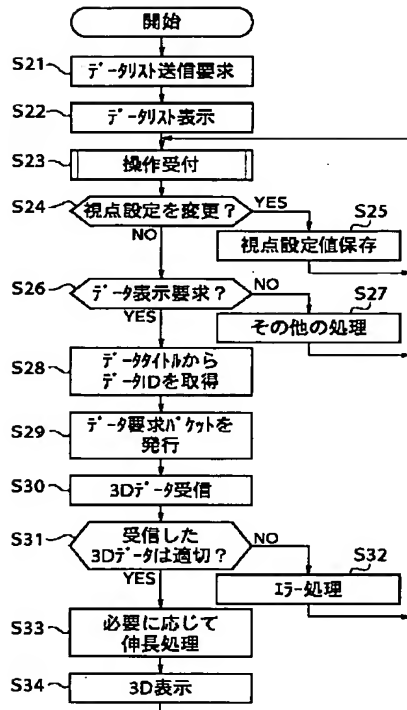 開始
S21
データリスト送信要求
S22
データリスト表示
S23
操作受付
S24
視点設定を変更?
YES
NO
S25
視点設定値保存
S26
データ表示要求?
NO
YES
S27
その他の処理
S28
データタイトルから
データIDを取得
S29
データ要求パケットを
発行
S30
3Dデータ受信
S31
受信した
3Dデータは適切?
NO
YES
S32
エラー処理
S33
必要に応じて
伸長処理
S34
3D表示